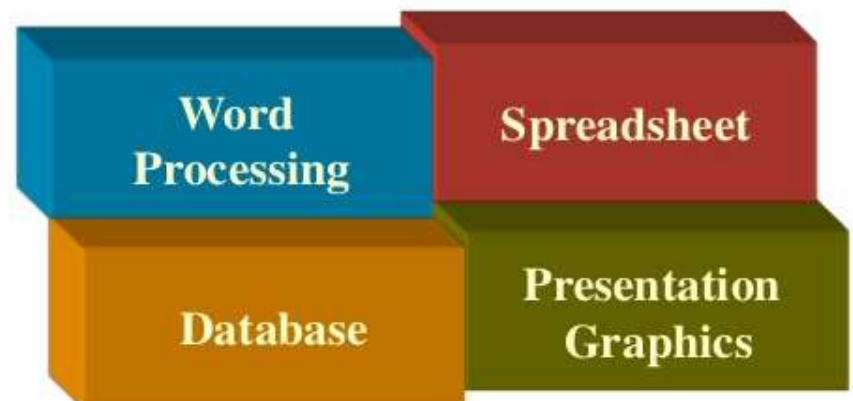 Word
Processing
Spreadsheet
Database
Presentation
Graphics